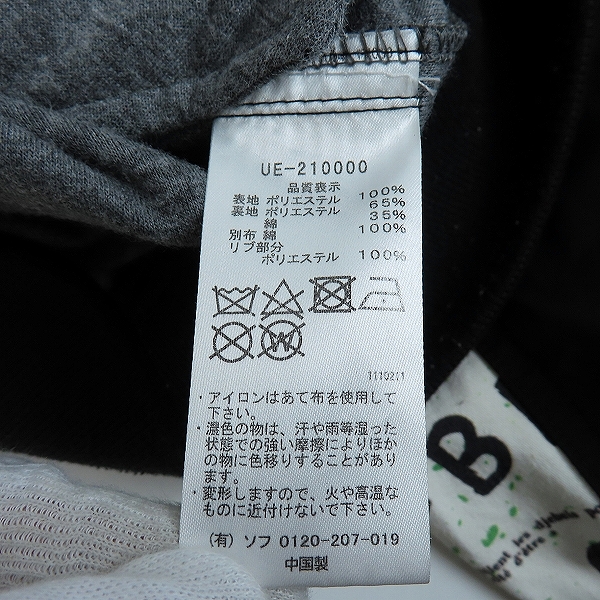 UE-210000
品質表示
表地 ポリエステル 100%
裏地 ポリエステル 65%
綿 35%
別布 綿 100%
リブ部分
ポリエステル 100%
W
1110211
・アイロンはあて布を使用して
下さい。
・濃色の物は、汗や雨等湿った
状態での強い摩擦によりほか
の物に色移りすることがあり
ます。
・変形しますので、火や高温な
ものに近付けないで下さい。
(有) ソフ 0120-207-019
中国製
B
d'être